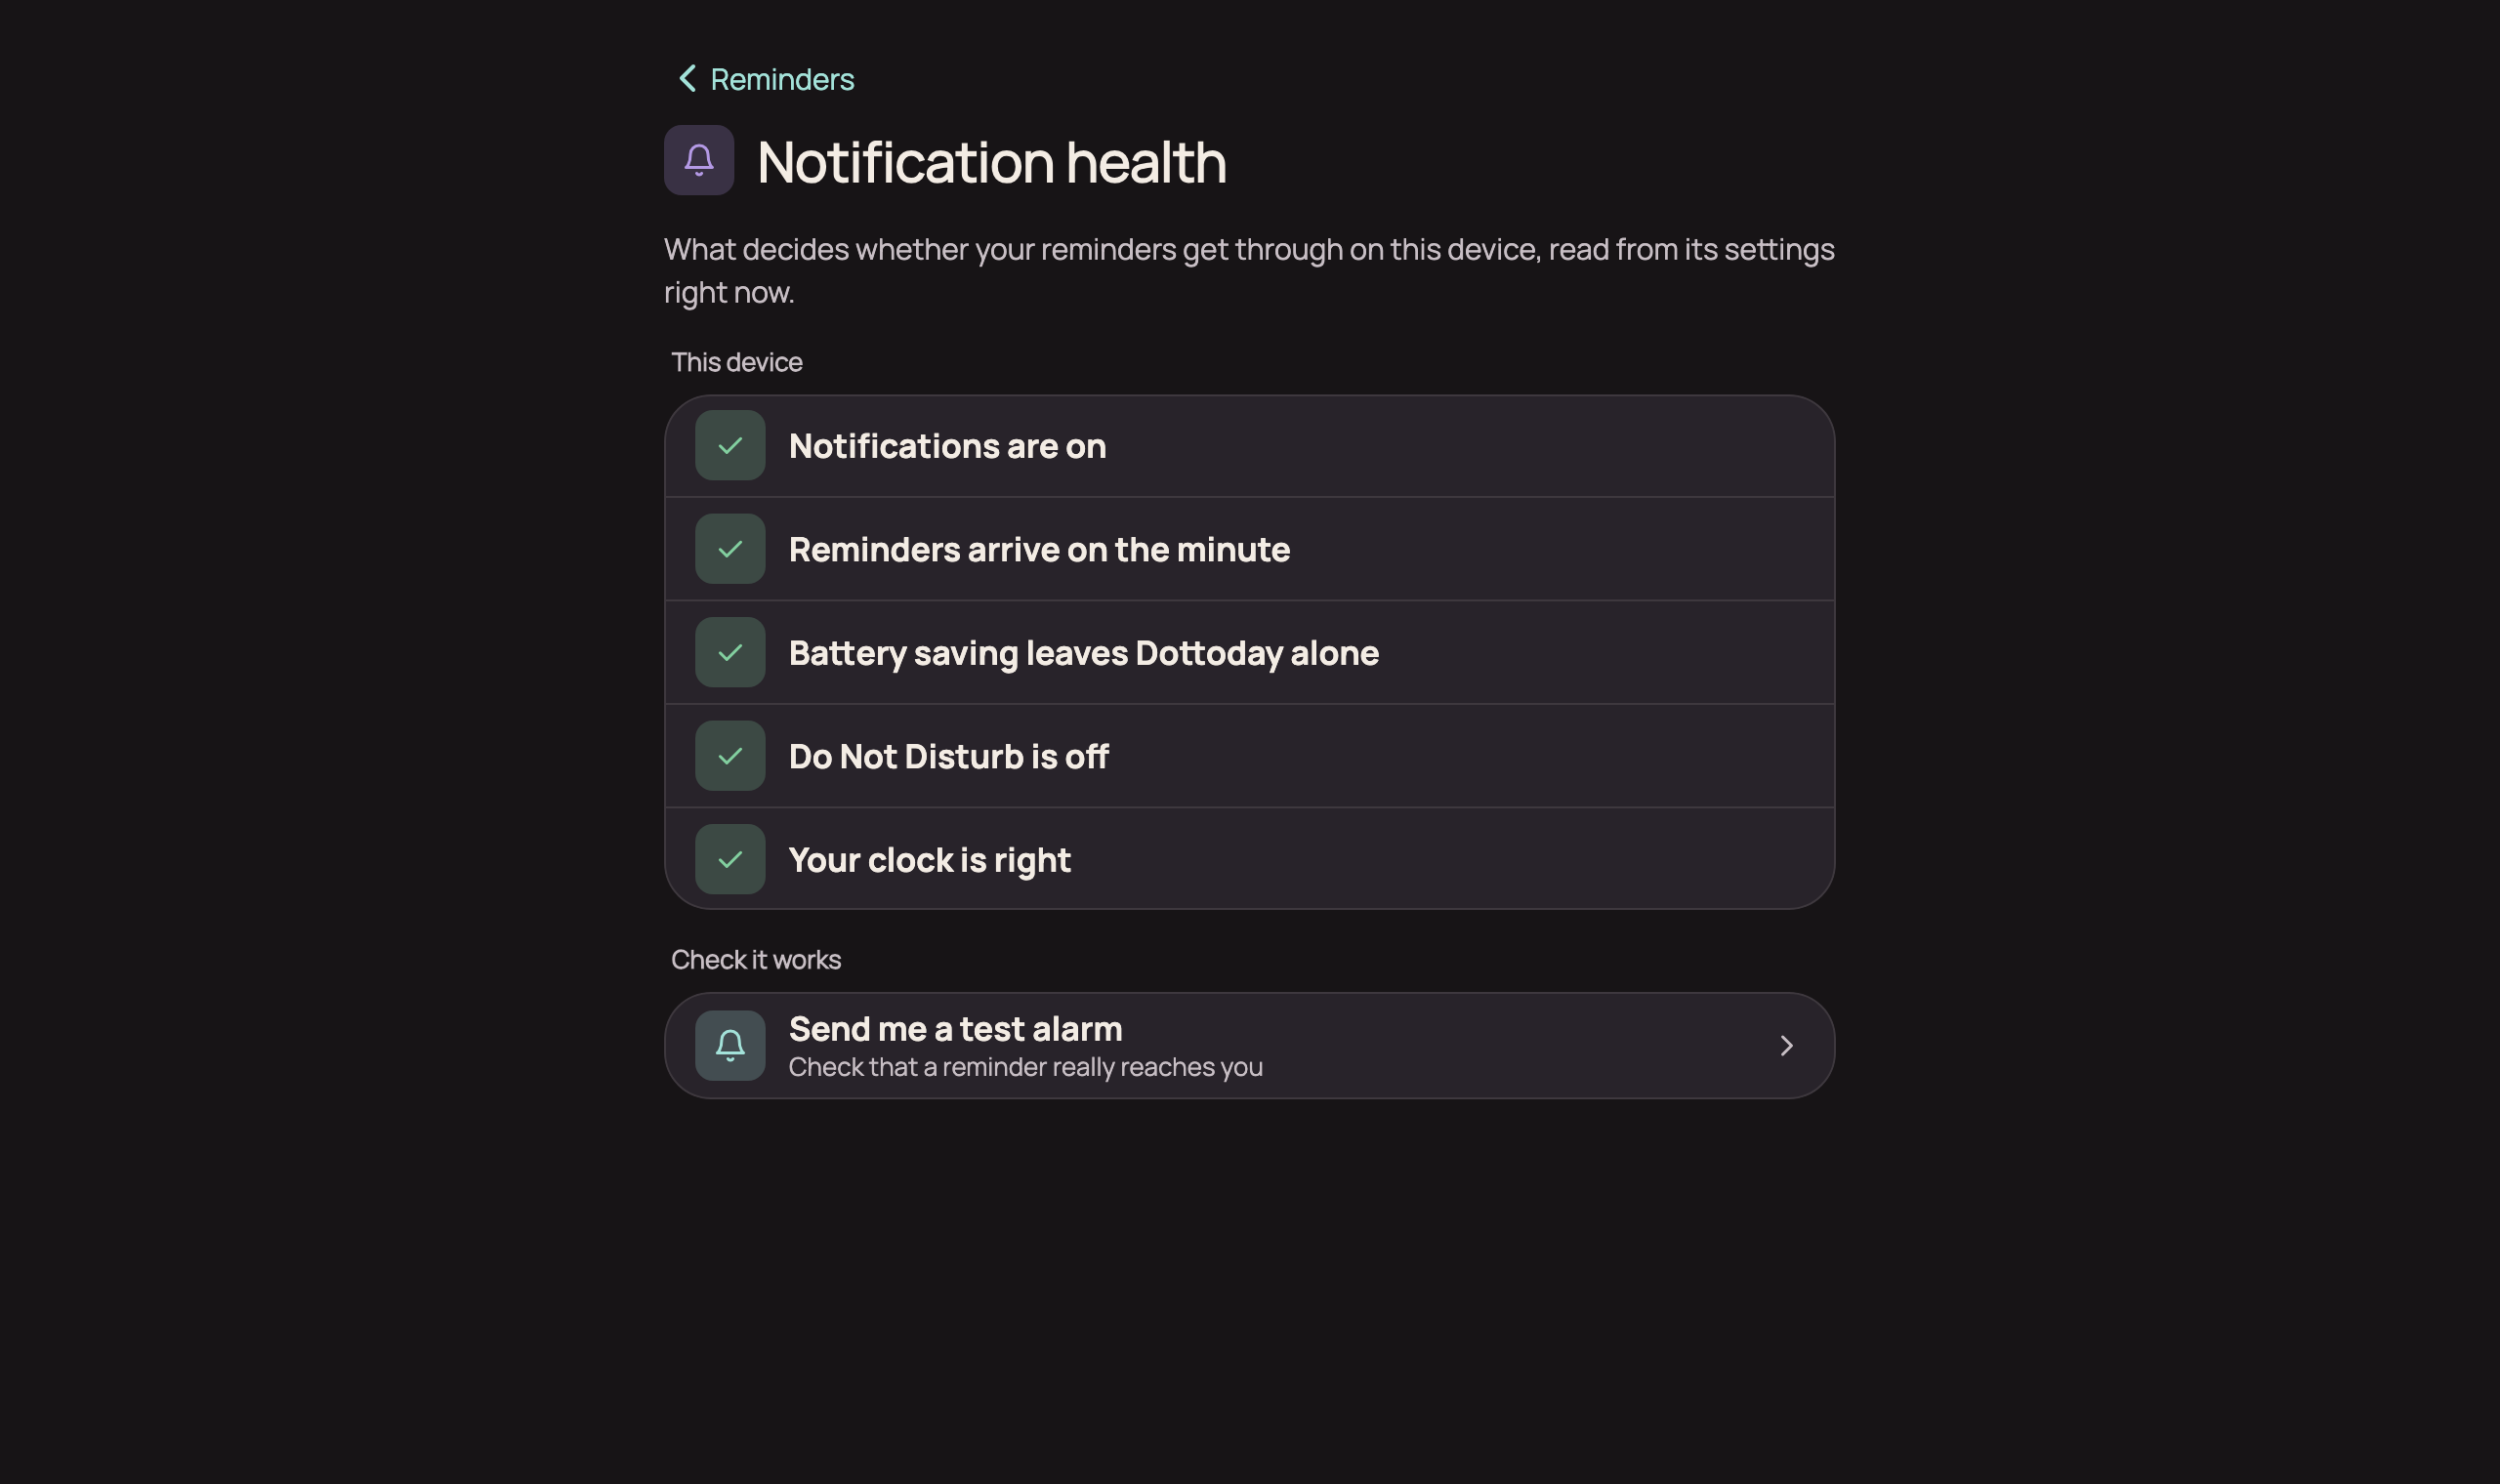 Reminders
Notification health
What decides whether your reminders get through on this device, read from its settings
right now.
This device
Notifications are on
Reminders arrive on the minute
Battery saving leaves Dottoday alone
Do Not Disturb is off
Your clock is right
Check it works
Send me a test alarm
Check that a reminder really reaches you